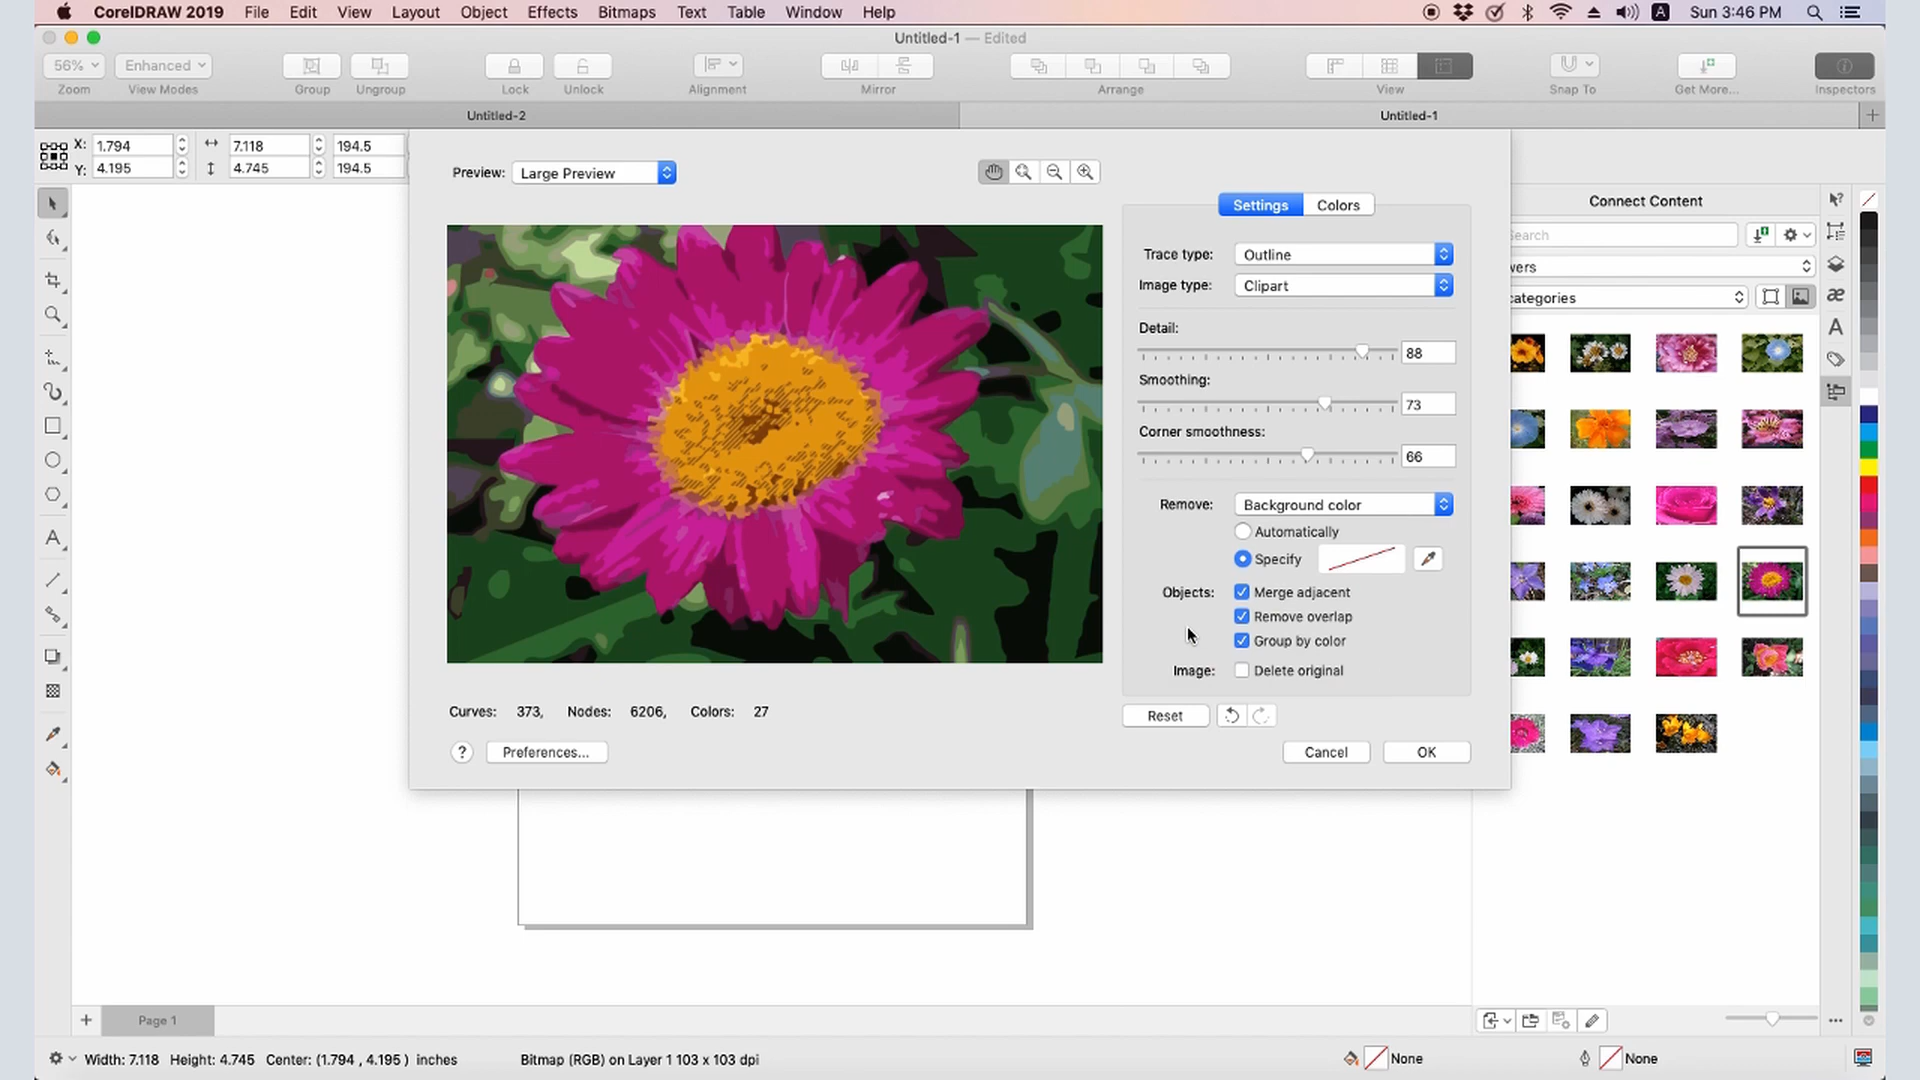 CorelDRAW 2019 File Edit View Layout Object Effects Bitmaps Text Table Window Help A Sun 3:46 PM
Untitled-1 — Edited
56% Enhanced
Zoom View Modes Group Ungroup Lock Unlock Alignment Mirror Arrange View Snap To Get More... Inspectors
Untitled-2 Untitled-1
X: 1.794 7.118 194.5
Y: 4.195 4.745 194.5
Preview: Large Preview
Connect Content
Settings Colors
Search
Trace type: Outline
wers
Image type: Clipart
categories
Detail:
88
Smoothing:
73
Corner smoothness:
66
Remove: Background color
Automatically
Specify
Objects: Merge adjacent
Remove overlap
Group by color
Image: Delete original
Curves: 373, Nodes: 6206, Colors: 27
Reset
? Preferences... Cancel OK
+ Page 1
Width: 7.118 Height: 4.745 Center: (1.794 , 4.195 ) inches Bitmap (RGB) on Layer 1 103 x 103 dpi None None